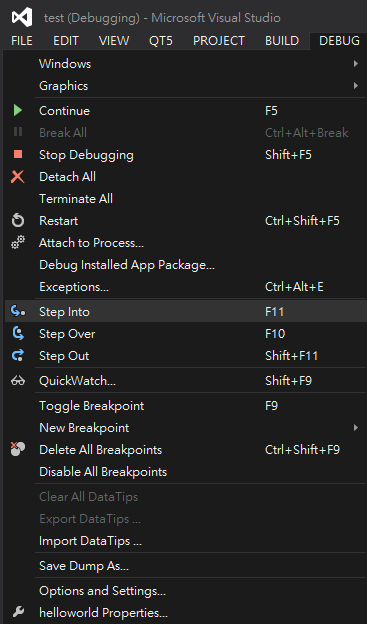 test (Debugging) - Microsoft Visual Studio
FILE EDIT VIEW QT5 PROJECT BUILD DEBUG
Windows
Graphics
Continue F5
Break All Ctrl+Alt+Break
Stop Debugging Shift+F5
Detach All
Terminate All
Restart Ctrl+Shift+F5
Attach to Process...
Debug Installed App Package...
Exceptions... Ctrl+Alt+E
Step Into F11
Step Over F10
Step Out Shift+F11
QuickWatch... Shift+F9
Toggle Breakpoint F9
New Breakpoint
Delete All Breakpoints Ctrl+Shift+F9
Disable All Breakpoints
Clear All DataTips
Export DataTips ...
Import DataTips ...
Save Dump As...
Options and Settings...
helloworld Properties...